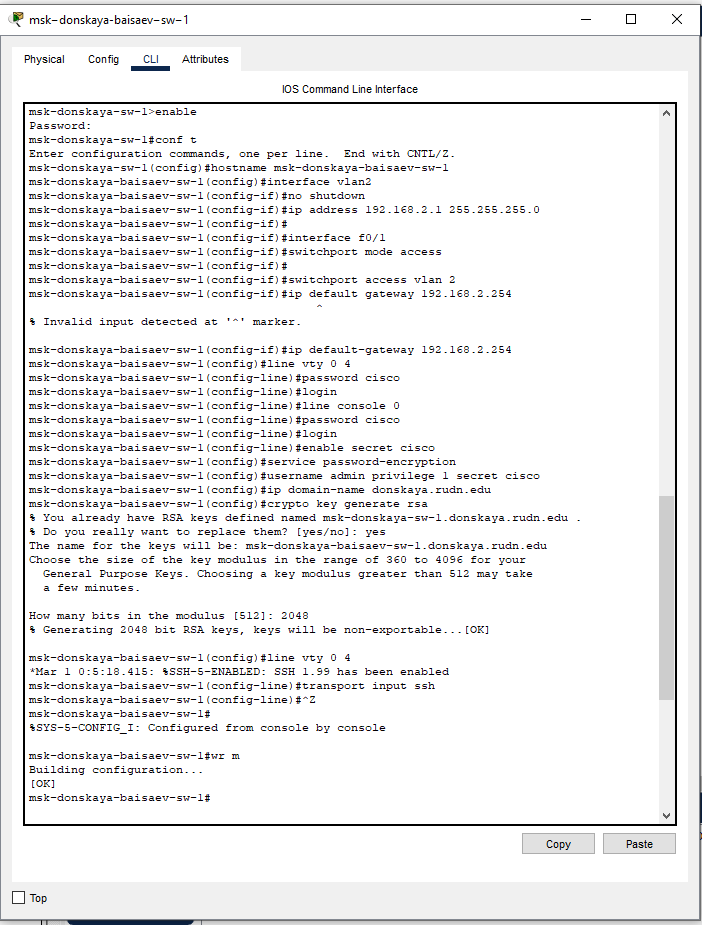 msk-donskaya-baisaev-sw-1
Physical Config CLI Attributes
IOS Command Line Interface
msk-donskaya-sw-1>enable
Password:
msk-donskaya-sw-1#conf t
Enter configuration commands, one per line.  End with CNTL/Z.
msk-donskaya-sw-1(config)#hostname msk-donskaya-baisaev-sw-1
msk-donskaya-baisaev-sw-1(config)#interface vlan2
msk-donskaya-baisaev-sw-1(config-if)#no shutdown
msk-donskaya-baisaev-sw-1(config-if)#ip address 192.168.2.1 255.255.255.0
msk-donskaya-baisaev-sw-1(config-if)#
msk-donskaya-baisaev-sw-1(config-if)#interface f0/1
msk-donskaya-baisaev-sw-1(config-if)#switchport mode access
msk-donskaya-baisaev-sw-1(config-if)#
msk-donskaya-baisaev-sw-1(config-if)#switchport access vlan 2
msk-donskaya-baisaev-sw-1(config-if)#ip default gateway 192.168.2.254
^
% Invalid input detected at '^' marker.
msk-donskaya-baisaev-sw-1(config-if)#ip default-gateway 192.168.2.254
msk-donskaya-baisaev-sw-1(config)#line vty 0 4
msk-donskaya-baisaev-sw-1(config-line)#password cisco
msk-donskaya-baisaev-sw-1(config-line)#login
msk-donskaya-baisaev-sw-1(config-line)#line console 0
msk-donskaya-baisaev-sw-1(config-line)#password cisco
msk-donskaya-baisaev-sw-1(config-line)#login
msk-donskaya-baisaev-sw-1(config-line)#enable secret cisco
msk-donskaya-baisaev-sw-1(config)#service password-encryption
msk-donskaya-baisaev-sw-1(config)#username admin privilege 1 secret cisco
msk-donskaya-baisaev-sw-1(config)#ip domain-name donskaya.rudn.edu
msk-donskaya-baisaev-sw-1(config)#crypto key generate rsa
% You already have RSA keys defined named msk-donskaya-sw-1.donskaya.rudn.edu .
% Do you really want to replace them? [yes/no]: yes
The name for the keys will be: msk-donskaya-baisaev-sw-1.donskaya.rudn.edu
Choose the size of the key modulus in the range of 360 to 4096 for your
General Purpose Keys. Choosing a key modulus greater than 512 may take
a few minutes.
How many bits in the modulus [512]: 2048
% Generating 2048 bit RSA keys, keys will be non-exportable...[OK]
msk-donskaya-baisaev-sw-1(config)#line vty 0 4
*Mar 1 0:5:18.415: %SSH-5-ENABLED: SSH 1.99 has been enabled
msk-donskaya-baisaev-sw-1(config-line)#transport input ssh
msk-donskaya-baisaev-sw-1(config-line)#^Z
msk-donskaya-baisaev-sw-1#
%SYS-5-CONFIG_I: Configured from console by console
msk-donskaya-baisaev-sw-1#wr m
Building configuration...
[OK]
msk-donskaya-baisaev-sw-1#
Copy Paste
Top